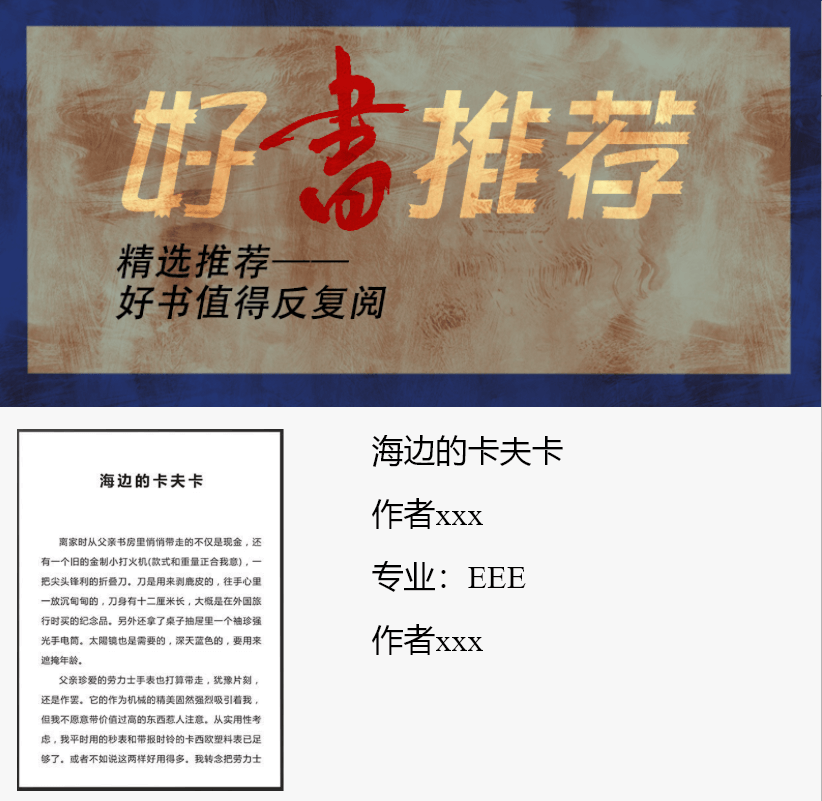 好書推荐
精选推荐——
好书值得反复阅
海边的卡夫卡
离家时从父亲书房里悄悄带走的不仅是现金，还
有一个旧的金制小打火机(款式和重量正合我意)，一
把尖头锋利的折叠刀。刀是用来剥鹿皮的，往手心里
一放沉甸甸的，刀身有十二厘米长，大概是在外国旅
行时买的纪念品。另外还拿了桌子抽屉里一个袖珍强
光手电筒。太陽镜也是需要的，深天蓝色的，要用来
遮掩年龄。
父亲珍爱的劳力士手表也打算带走，犹豫片刻，
还是作罢。它的作为机械的精美固然强烈吸引着我，
但我不愿意带价值过高的东西惹人注意。从实用性考
虑，我平时用的秒表和带报时铃的卡西欧塑料表已足
够了。或者不如说这两样好用得多。我转念把劳力士
海边的卡夫卡
作者xxx
专业：EEE
作者xxx